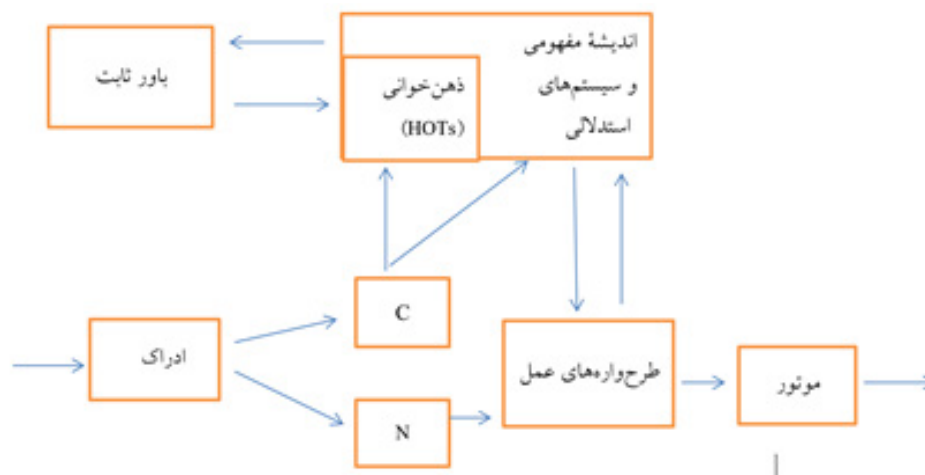 باور ثابت
اندیشهٔ مفهومی
و سیستم‌های
استدلالی
ذهن‌خوانی
(HOTs)
C
ادراک
N
طرح‌واره‌های عمل
موتور